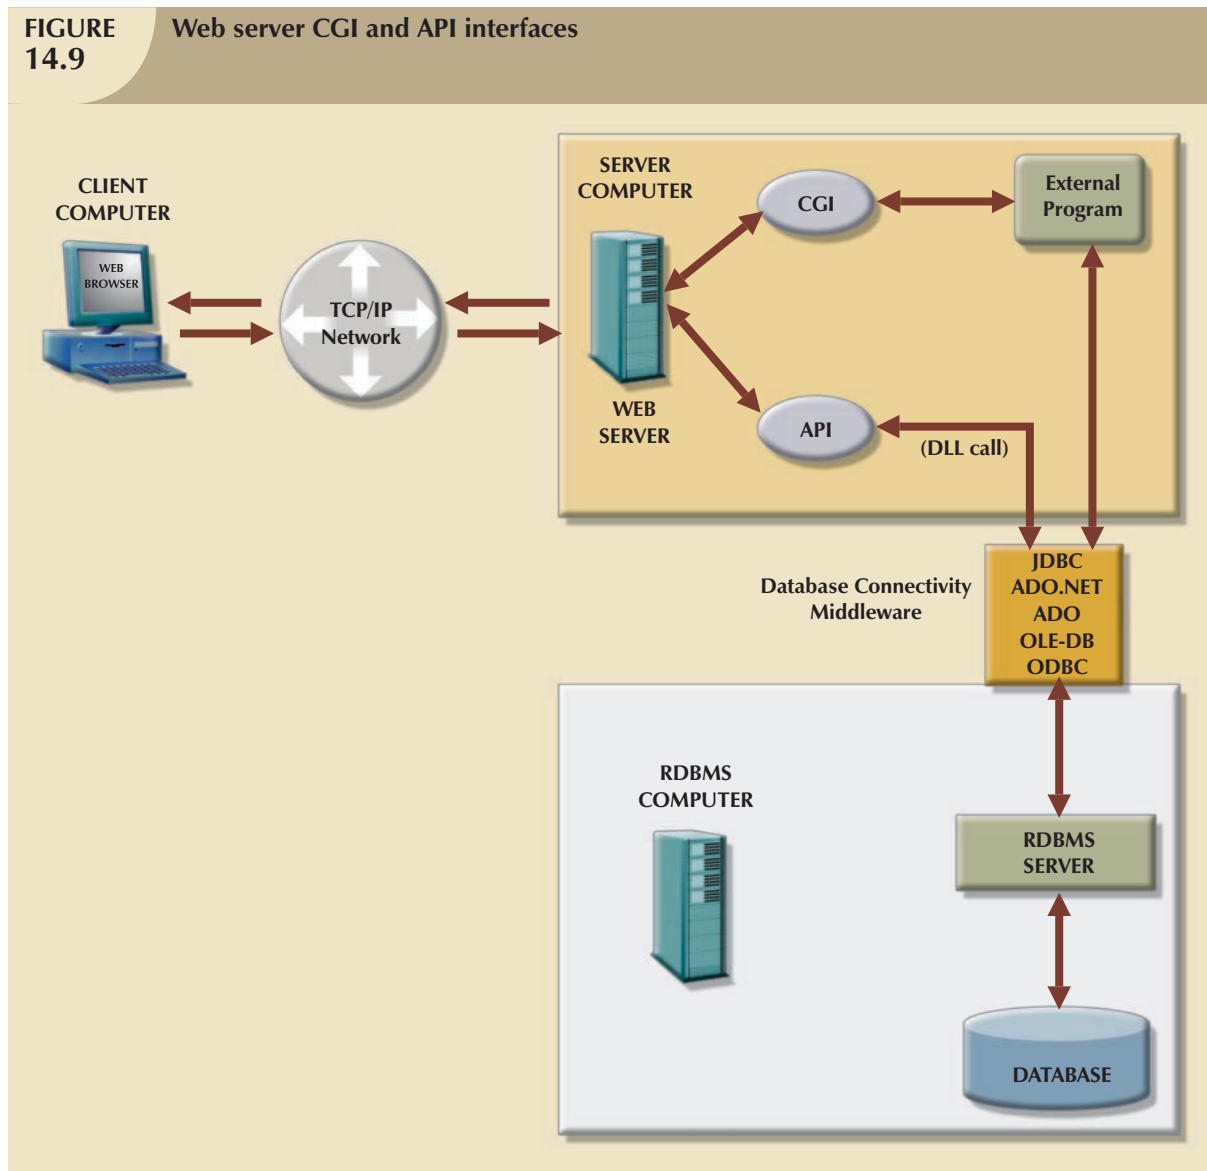 FIGURE
14.9
Web server CGI and API interfaces
CLIENT
COMPUTER
WEB
BROWSER
TCP/IP
Network
SERVER
COMPUTER
WEB
SERVER
CGI
External
Program
API
(DLL call)
Database Connectivity
Middleware
JDBC
ADO.NET
ADO
OLE-DB
ODBC
RDBMS
COMPUTER
RDBMS
SERVER
DATABASE